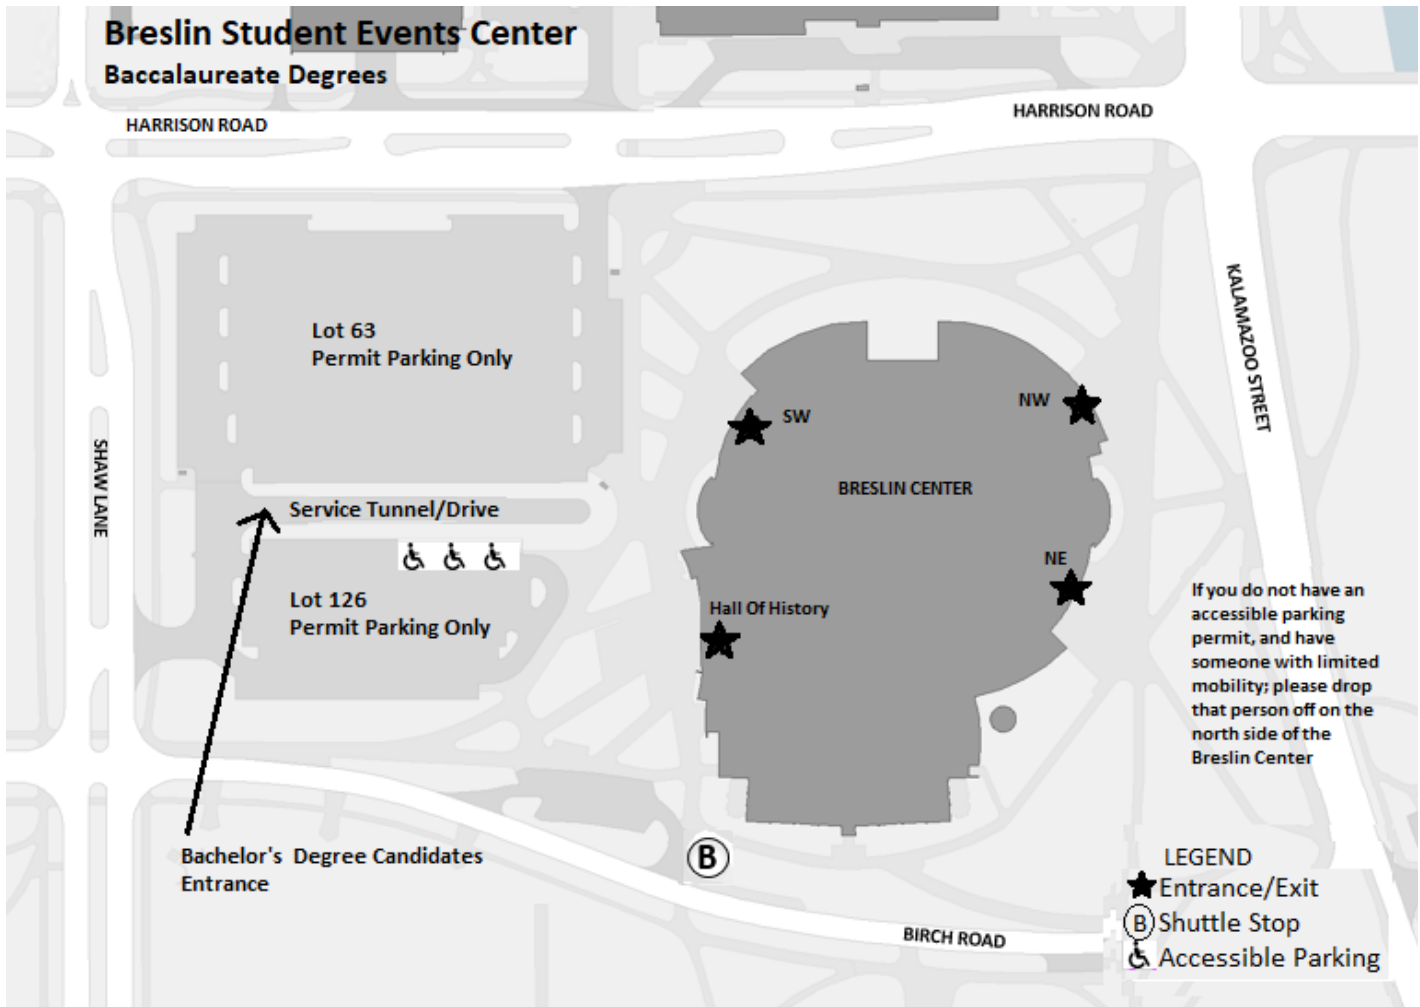 Breslin Student Events Center
Baccalaureate Degrees
HARRISON ROAD
HARRISON ROAD
Lot 63
Permit Parking Only
KALAMAZOO STREET
SW
NW
SHAW LANE
BRESLIN CENTER
Service Tunnel/Drive
NE
Lot 126
Permit Parking Only
Hall Of History
If you do not have an
accessible parking
permit, and have
someone with limited
mobility; please drop
that person off on the
north side of the
Breslin Center
Bachelor's Degree Candidates
Entrance
B
BIRCH ROAD
LEGEND
Entrance/Exit
B Shuttle Stop
Accessible Parking